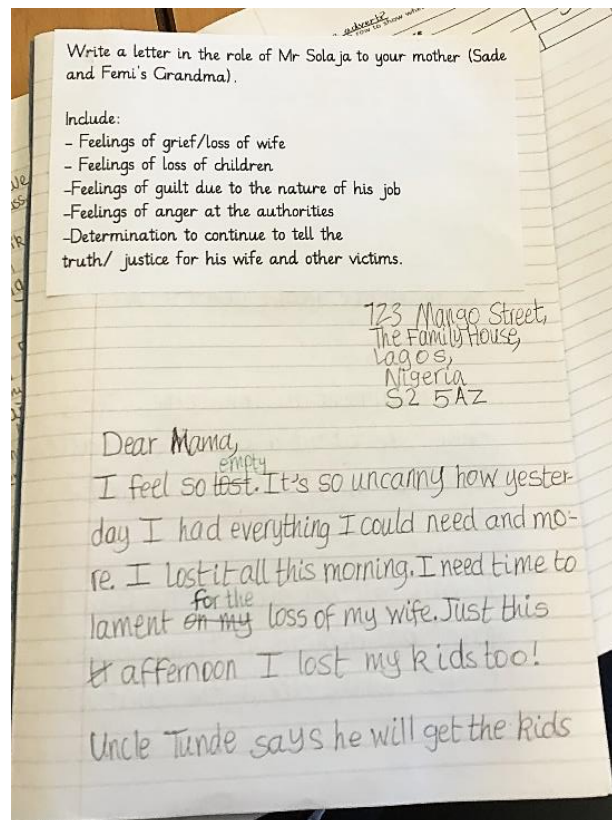 advert?
row to show wha
Write a letter in the role of Mr Solaja to your mother (Sade
and Femi's Grandma).
Include:
- Feelings of grief/loss of wife
- Feelings of loss of children
-Feelings of guilt due to the nature of his job
-Feelings of anger at the authorities
-Determination to continue to tell the
truth/ justice for his wife and other victims.
123 Mango Street,
The Family House,
Lagos,
Nigeria
S2 5AZ
Dear Mama,
empty
I feel so lost. It's so uncanny how yester-
day I had everything I could need and mo-
re. I lost it all this morning. I need time to
for the
lament on my loss of my wife. Just this
afternoon I lost my kids too!
Uncle Tunde says he will get the kids